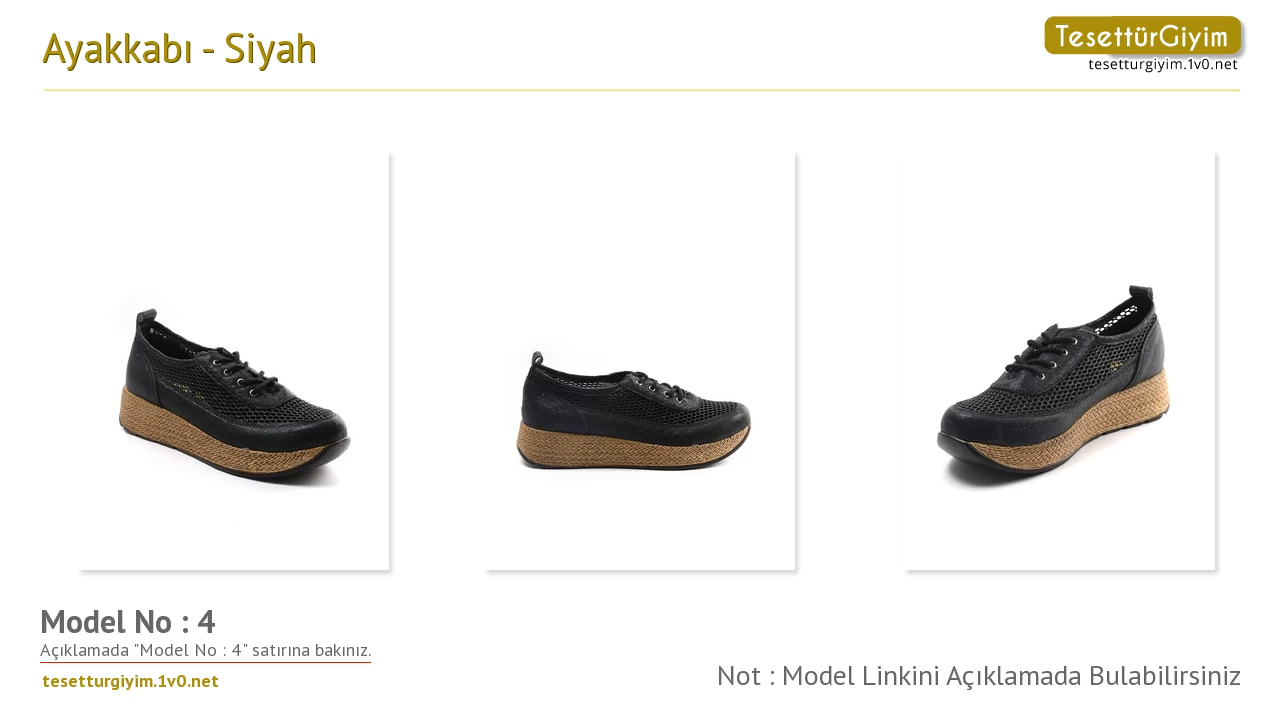 Ayakkabı - Siyah
TesettürGiyim
tesetturgiyim.1v0.net
Model No : 4
Açıklamada "Model No : 4" satırına bakınız.
tesetturgiyim.1v0.net
Not : Model Linkini Açıklamada Bulabilirsiniz